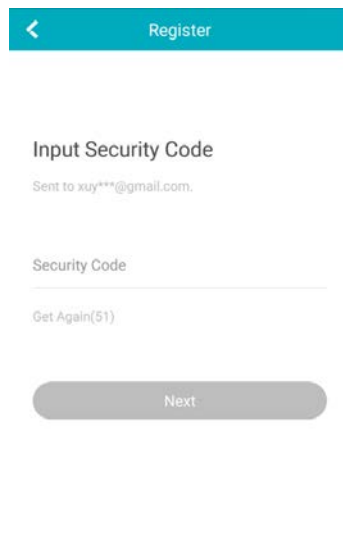 Register
Input Security Code
Sent to xuy***@gmail.com.
Security Code
Get Again(51)
Next